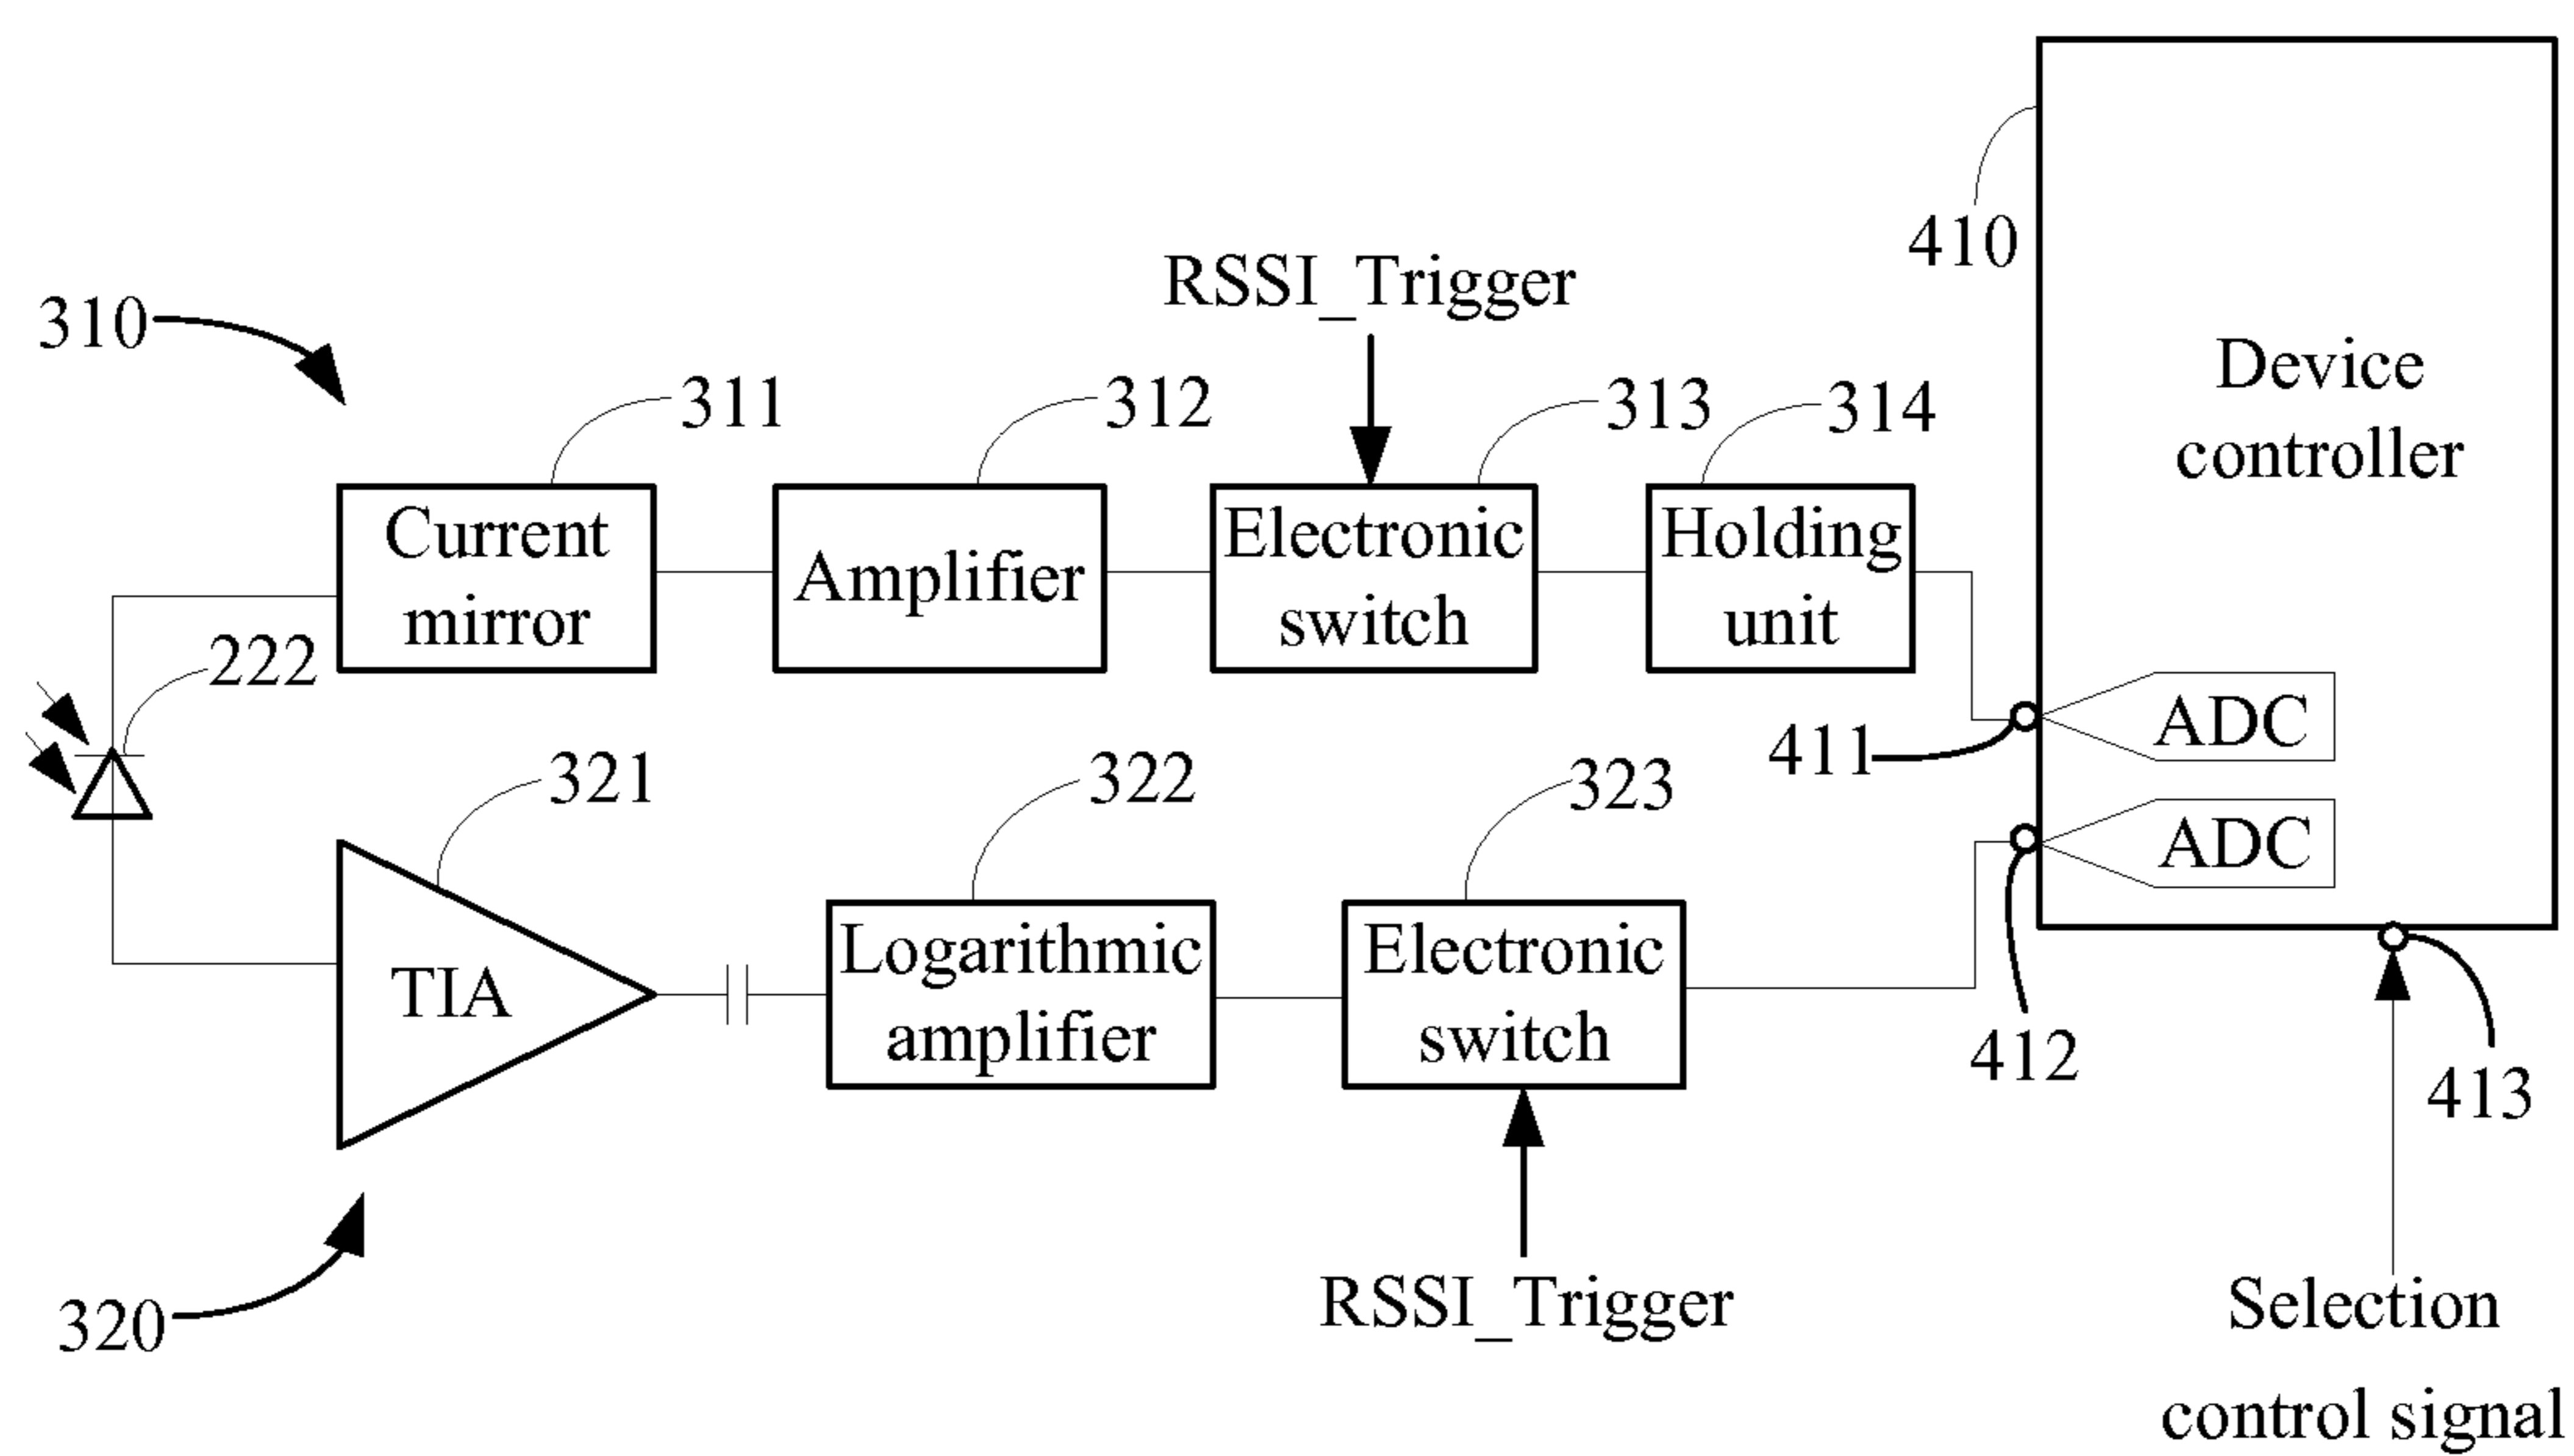 410
RSSI_Trigger
310
311
312
313
314
Device
controller
Current
mirror
Amplifier
Electronic
switch
Holding
unit
222
411
ADC
321
322
323
412
ADC
TIA
Logarithmic
amplifier
Electronic
switch
413
320
RSSI_Trigger
Selection
control signal